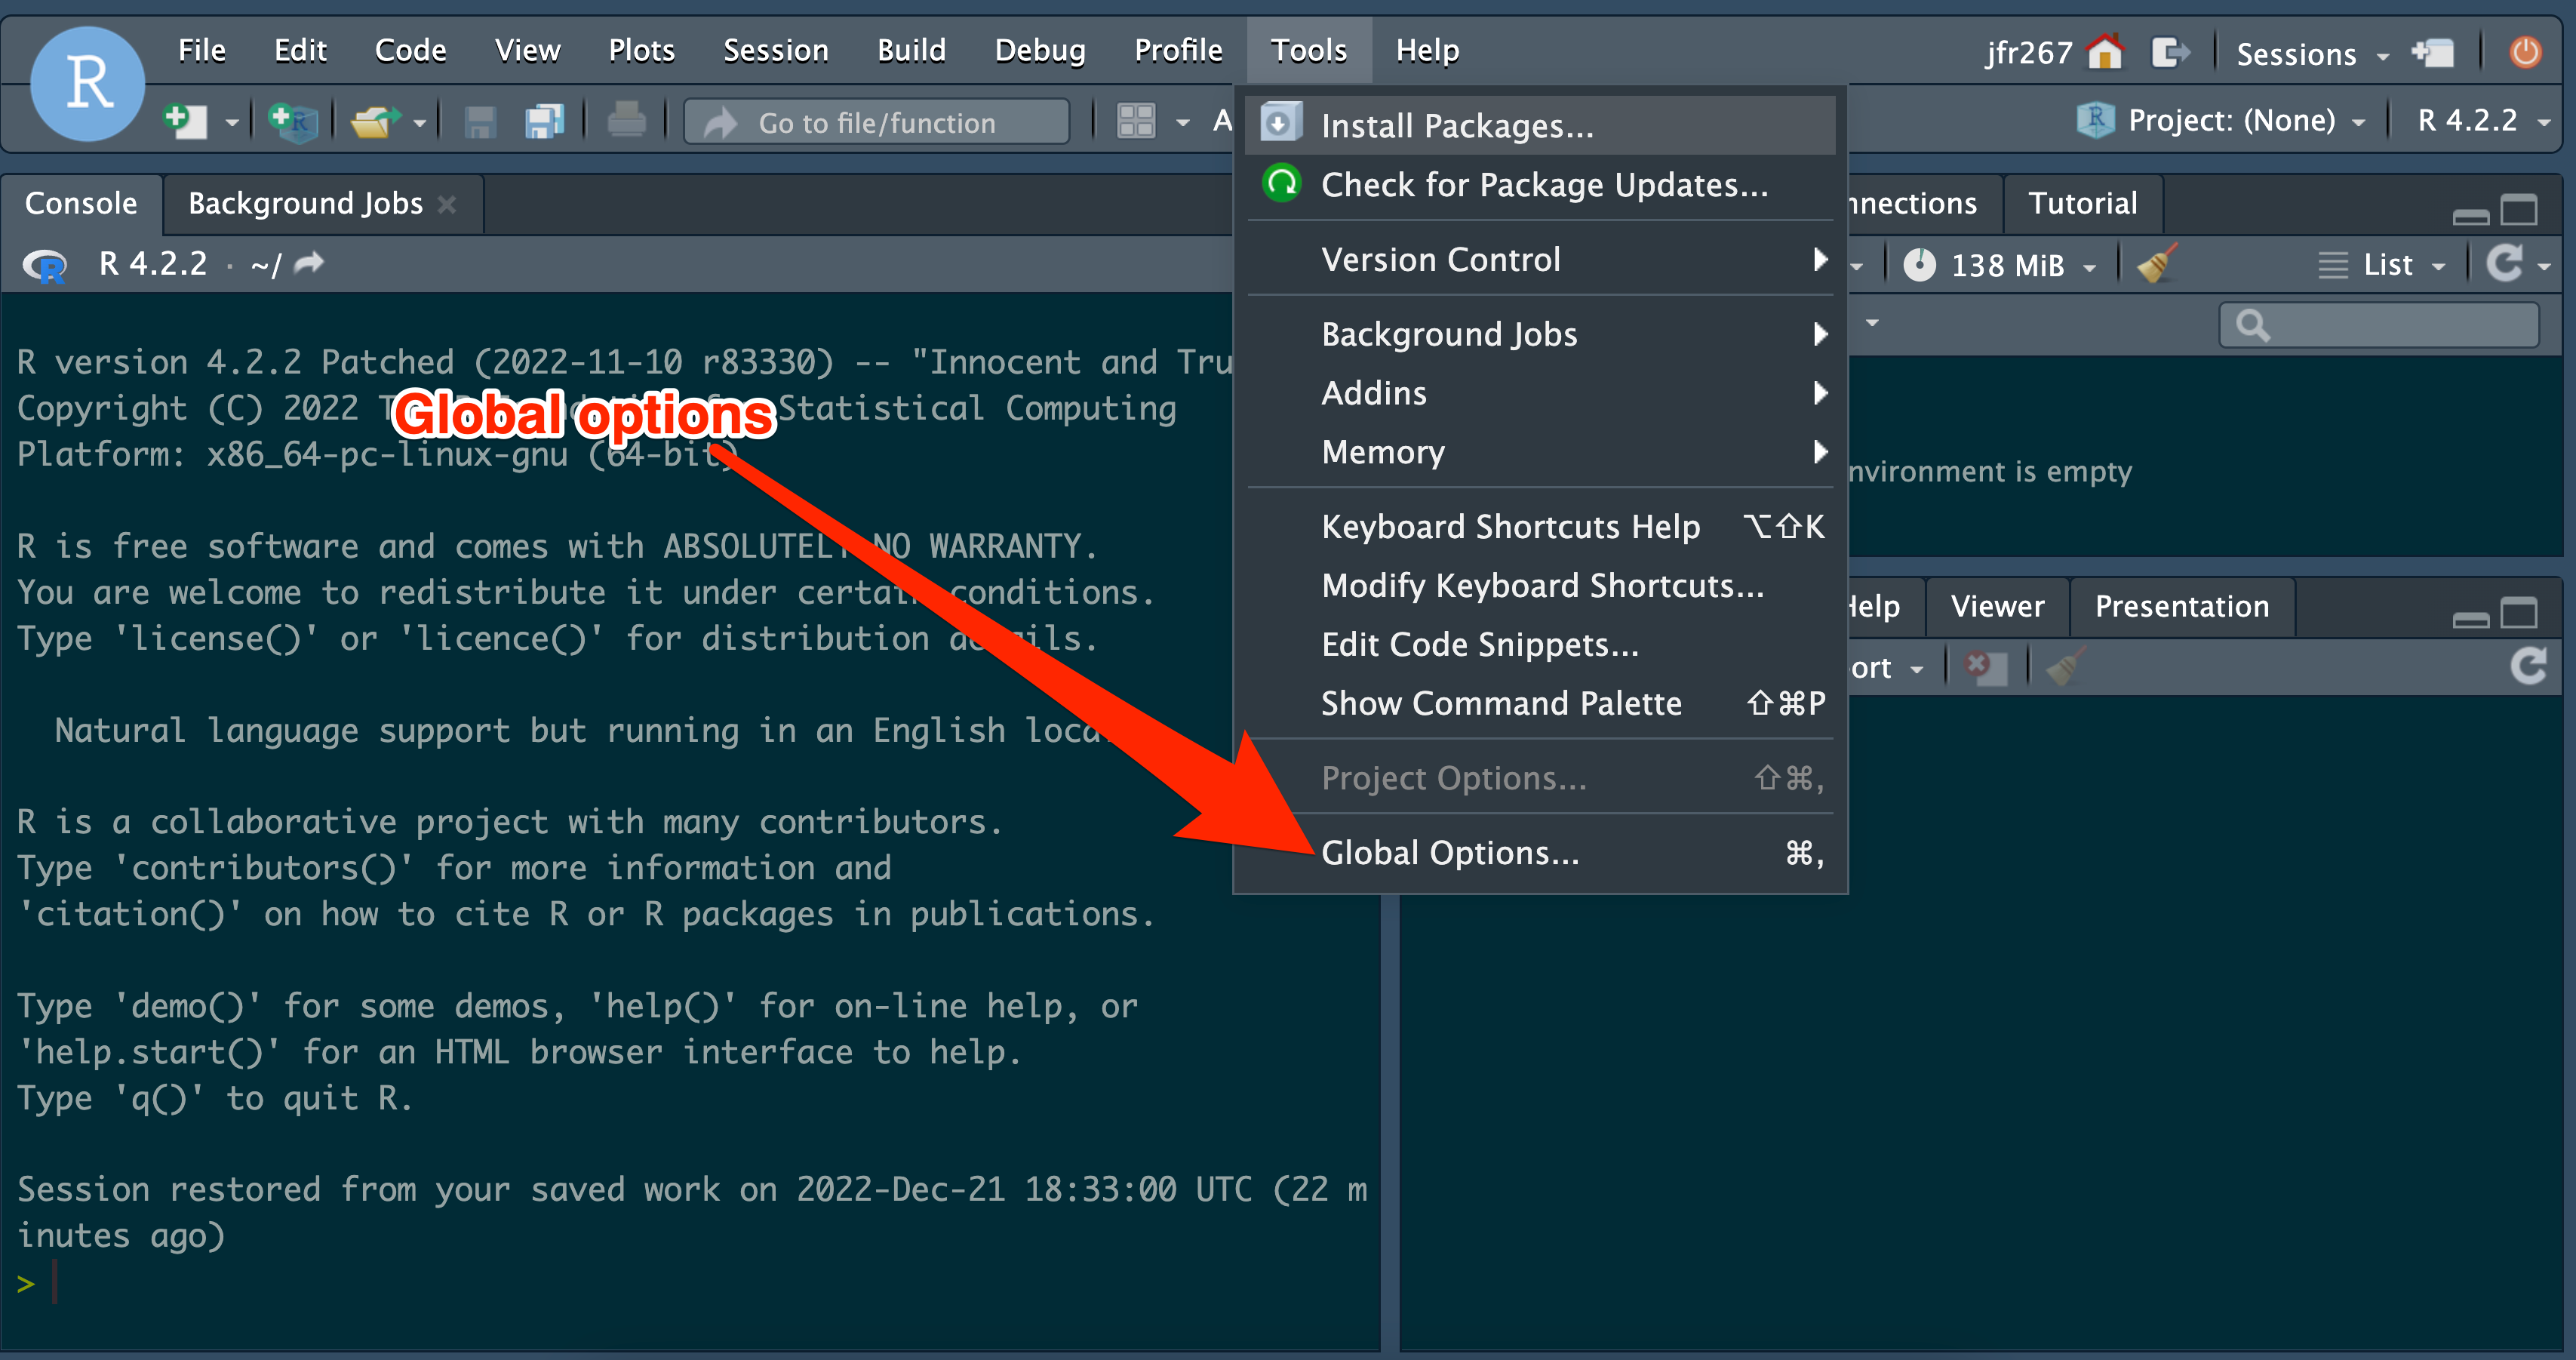 R
File Edit Code View Plots Session Build Debug Profile Tools Help
jfr267 Sessions
Go to file/function
A
Project: (None) R 4.2.2
Install Packages...
Check for Package Updates...
Version Control
Background Jobs
Addins
Memory
Keyboard Shortcuts Help ⌥⇧K
Modify Keyboard Shortcuts...
Edit Code Snippets...
Show Command Palette ⇧⌘P
Project Options... ⇧⌘,
Global Options... ⌘,
Console Background Jobs
R 4.2.2 · ~/
R version 4.2.2 Patched (2022-11-10 r83330) -- "Innocent and Tru
Copyright (C) 2022 Statistical Computing
Global options
Platform: x86_64-pc-linux-gnu (64-bit)
R is free software and comes with ABSOLUTELY NO WARRANTY.
You are welcome to redistribute it under certain conditions.
Type 'license()' or 'licence()' for distribution details.
Natural language support but running in an English loca
R is a collaborative project with many contributors.
Type 'contributors()' for more information and
'citation()' on how to cite R or R packages in publications.
Type 'demo()' for some demos, 'help()' for on-line help, or
'help.start()' for an HTML browser interface to help.
Type 'q()' to quit R.
Session restored from your saved work on 2022-Dec-21 18:33:00 UTC (22 m
inutes ago)
>
nnections Tutorial
138 MiB List
nvironment is empty
Help Viewer Presentation
ort